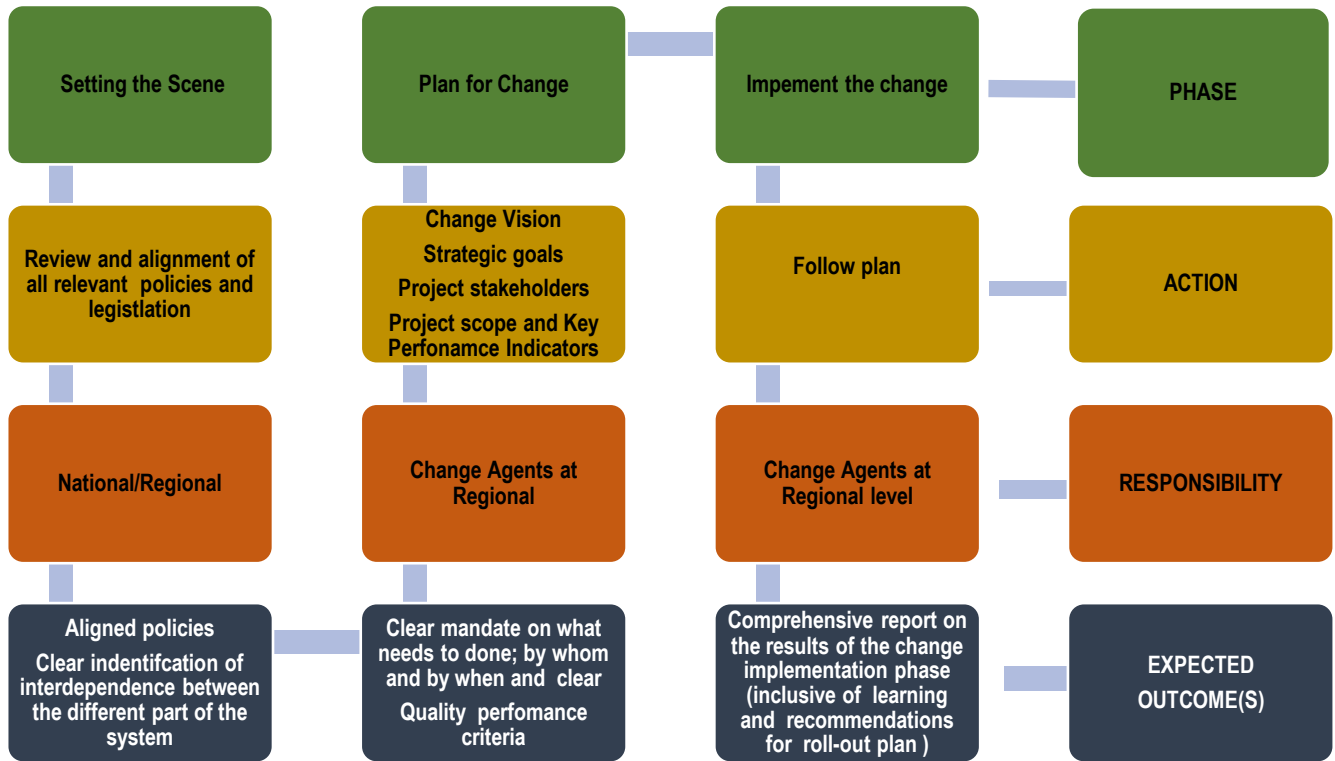 Setting the Scene
Plan for Change
Impement the change
PHASE
Review and alignment of
all relevant policies and
legistlation
Change Vision
Strategic goals
Project stakeholders
Project scope and Key
Perfonamce Indicators
Follow plan
ACTION
National/Regional
Change Agents at
Regional
Change Agents at
Regional level
RESPONSIBILITY
Aligned policies
Clear indentifcation of
interdependence between
the different part of the
system
Clear mandate on what
needs to done; by whom
and by when and clear
Quality perfomance
criteria
Comprehensive report on
the results of the change
implementation phase
(inclusive of learning
and recommendations
for roll-out plan )
EXPECTED
OUTCOME(S)